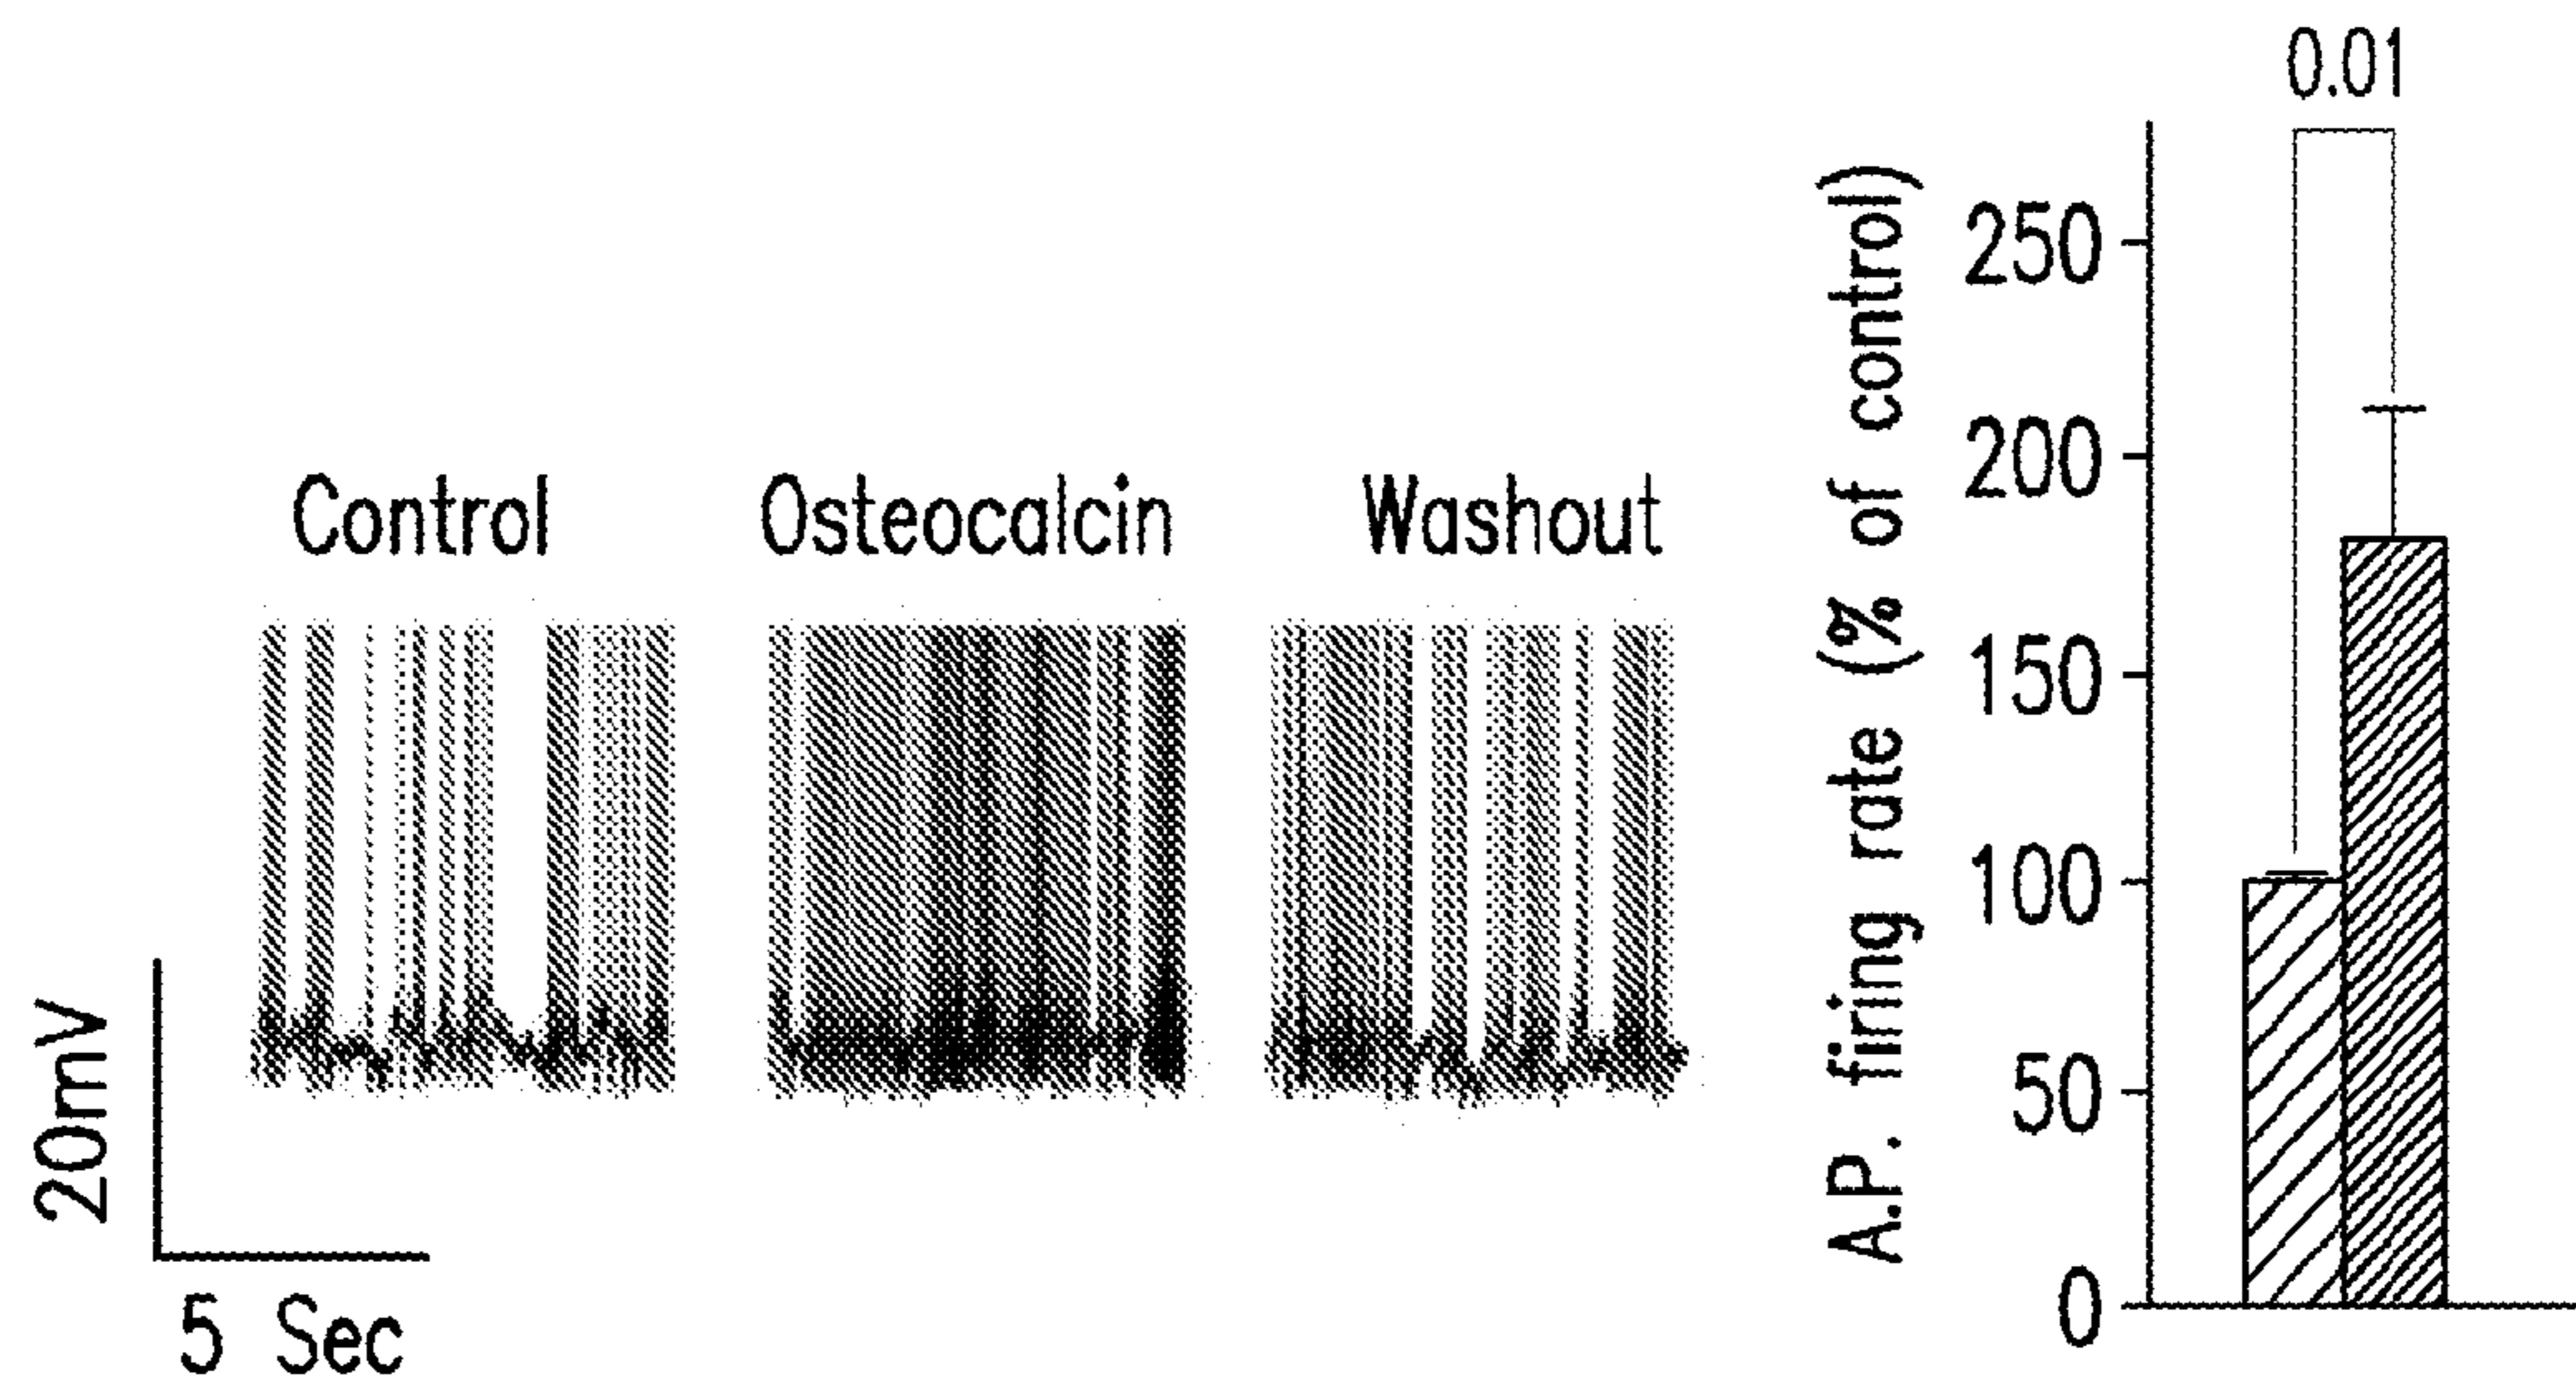 Control
Osteocalcin
Washout
20mV
5 Sec
A.P. firing rate (% of control)
250
200
150
100
50
0
0.01